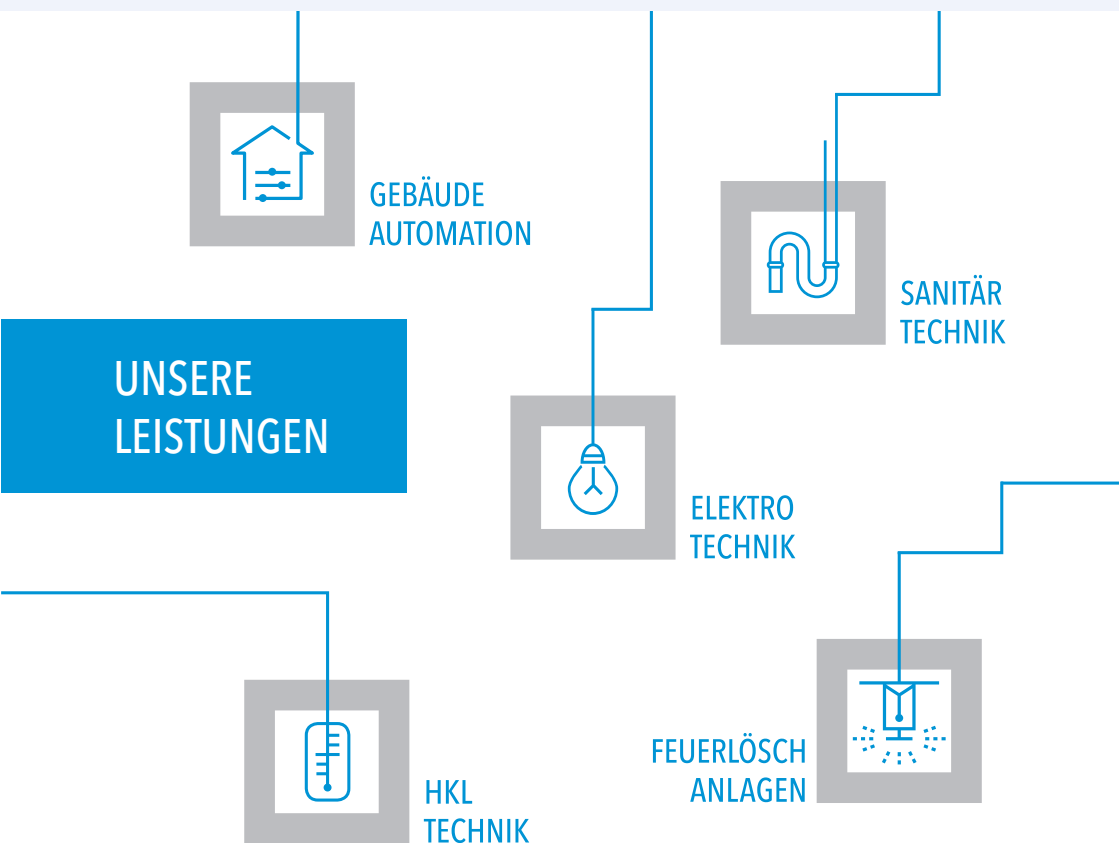 GEBÄUDE
AUTOMATION
SANITÄR
TECHNIK
UNSERE
LEISTUNGEN
ELEKTRO
TECHNIK
FEUERLÖSCH
ANLAGEN
HKL
TECHNIK